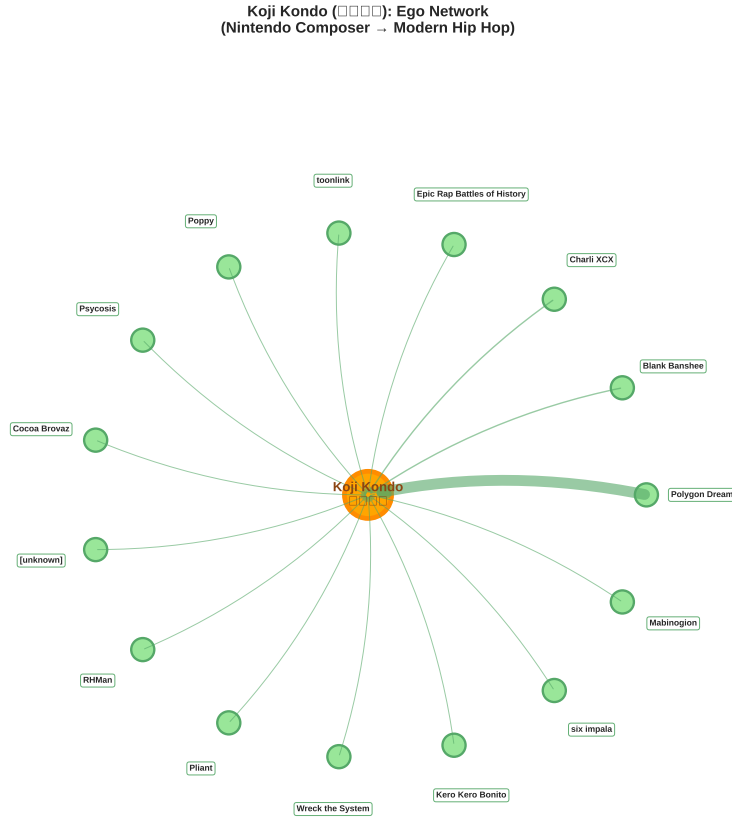 Koji Kondo (□□□□): Ego Network
(Nintendo Composer → Modern Hip Hop)
toonlink
Epic Rap Battles of History
Poppy
Charli XCX
Psycosis
Blank Banshee
Cocoa Brovaz
Koji Kondo
□□□□
Polygon Dream
[unknown]
Mabinogion
RHMan
six impala
Pliant
Kero Kero Bonito
Wreck the System